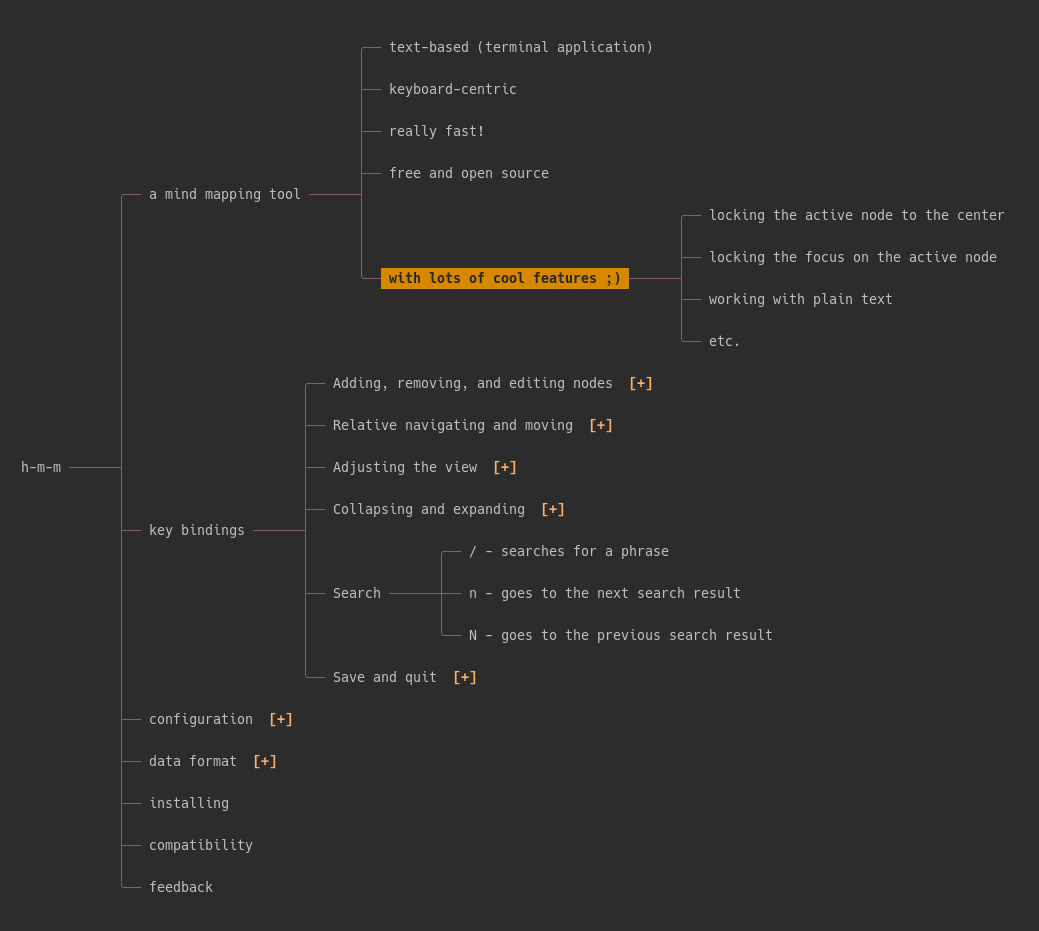 h-m-m
a mind mapping tool
text-based (terminal application)
keyboard-centric
really fast!
free and open source
with lots of cool features ;)
locking the active node to the center
locking the focus on the active node
working with plain text
etc.
key bindings
Adding, removing, and editing nodes [+]
Relative navigating and moving [+]
Adjusting the view [+]
Collapsing and expanding [+]
Search
/ - searches for a phrase
n - goes to the next search result
N - goes to the previous search result
Save and quit [+]
configuration [+]
data format [+]
installing
compatibility
feedback